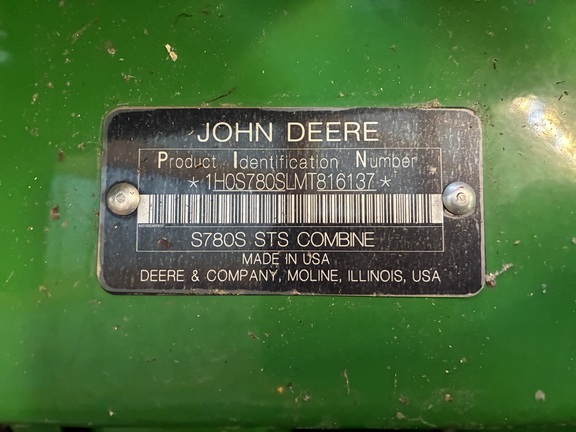 JOHN DEERE
Product Identification Number
*1H0S780SLMT816137*
S780S STS COMBINE
MADE IN USA
DEERE & COMPANY, MOLINE, ILLINOIS, USA